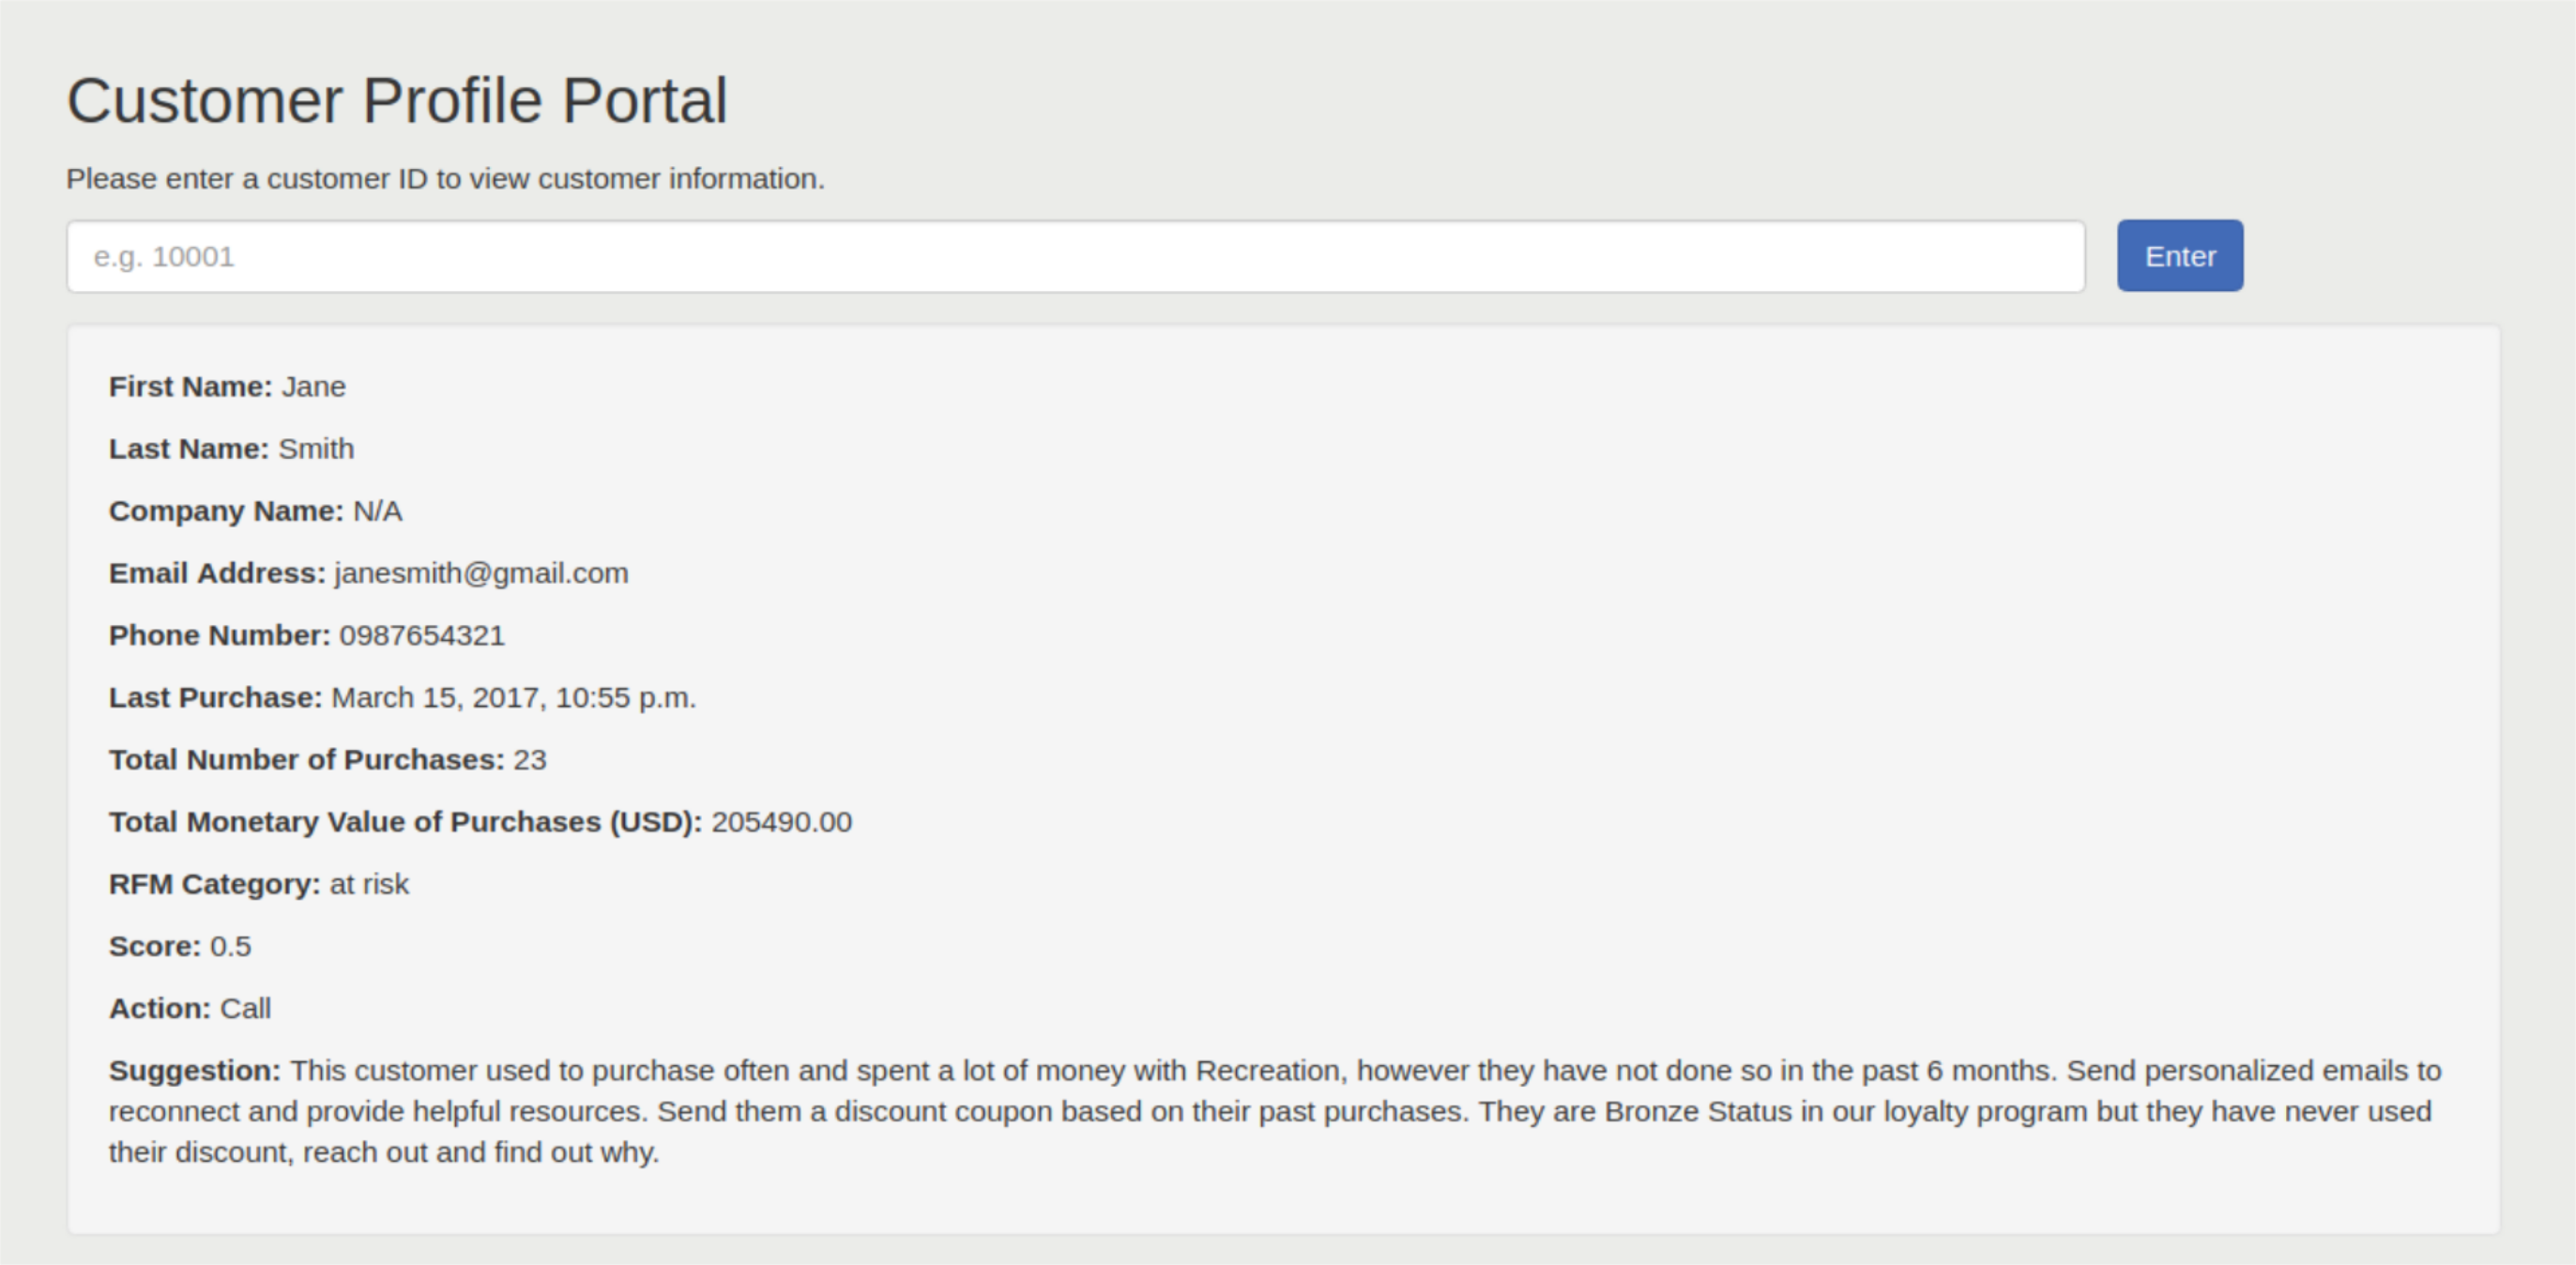 Customer Profile Portal
Please enter a customer ID to view customer information.
e.g. 10001
Enter
First Name: Jane
Last Name: Smith
Company Name: N/A
Email Address: janesmith@gmail.com
Phone Number: 0987654321
Last Purchase: March 15, 2017, 10:55 p.m.
Total Number of Purchases: 23
Total Monetary Value of Purchases (USD): 205490.00
RFM Category: at risk
Score: 0.5
Action: Call
Suggestion: This customer used to purchase often and spent a lot of money with Recreation, however they have not done so in the past 6 months. Send personalized emails to
reconnect and provide helpful resources. Send them a discount coupon based on their past purchases. They are Bronze Status in our loyalty program but they have never used
their discount, reach out and find out why.